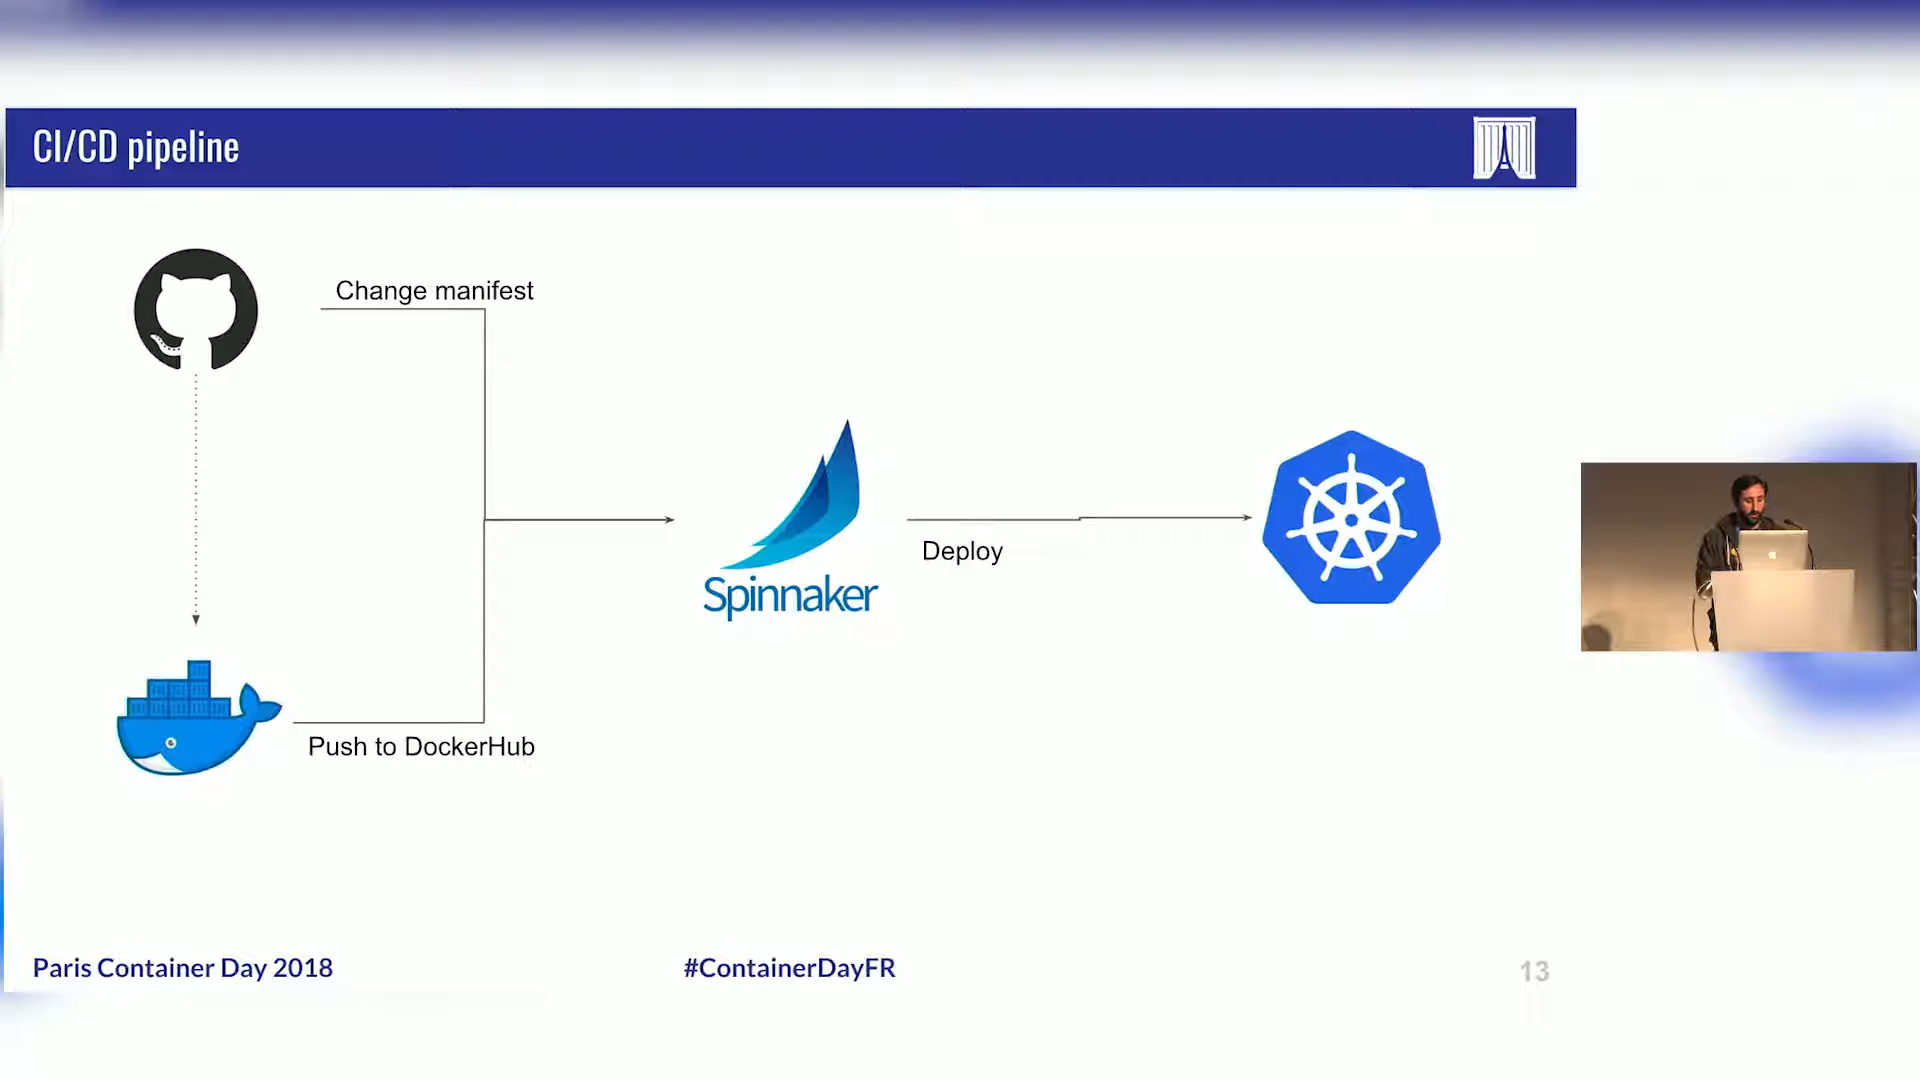 CI/CD pipeline
Change manifest
Spinnaker
Deploy
Push to DockerHub
Paris Container Day 2018
#ContainerDayFR
13